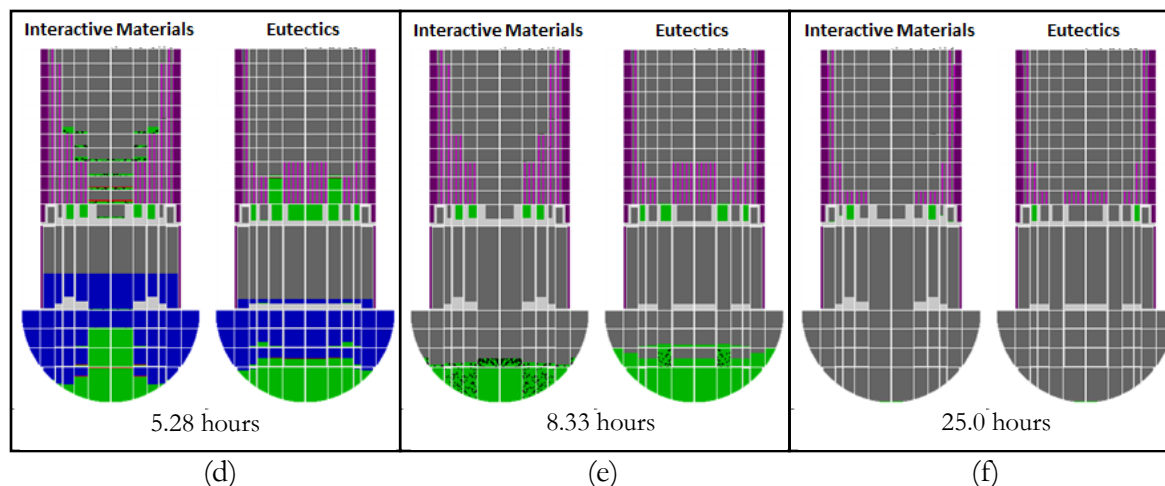 Interactive Materials Eutectics Interactive Materials Eutectics Interactive Materials Eutectics
5.28 hours 8.33 hours 25.0 hours
(d) (e) (f)